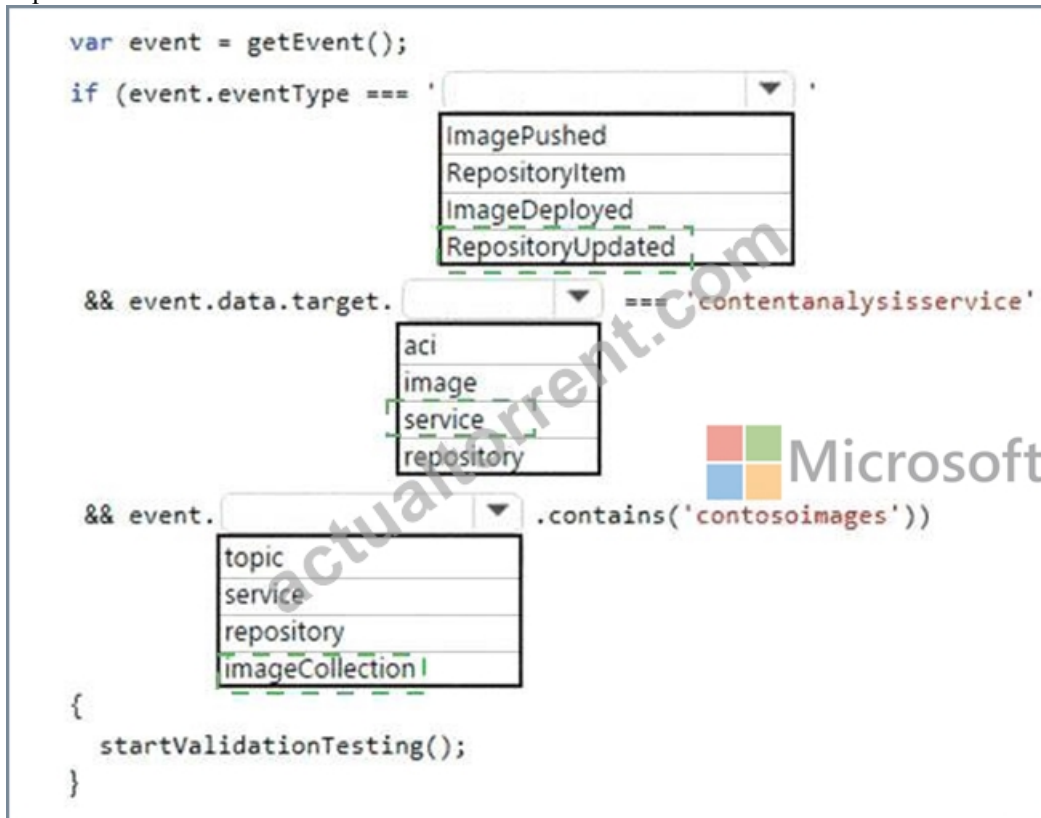 var event = getEvent();
if (event.eventType === ' '
ImagePushed
RepositoryItem
ImageDeployed
RepositoryUpdated
&& event.data.target. === 'contentanalysisservice'
aci
image
service
repository
Microsoft
&& event. .contains('contosoimages'))
topic
service
repository
imageCollection
{
startValidationTesting();
}
actualtorrent.com